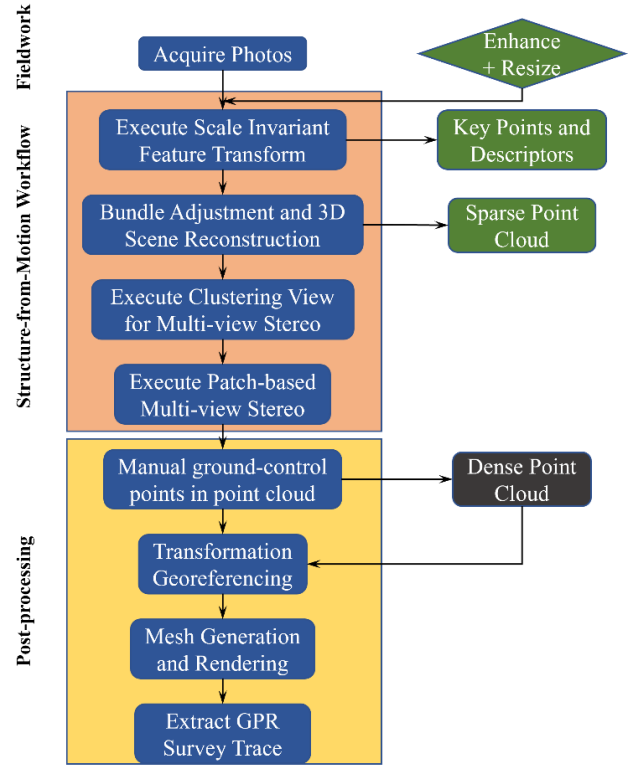 Fieldwork
Acquire Photos
Enhance
+ Resize
Structure-from-Motion Workflow
Execute Scale Invariant
Feature Transform
Key Points and
Descriptors
Bundle Adjustment and 3D
Scene Reconstruction
Sparse Point
Cloud
Execute Clustering View
for Multi-view Stereo
Execute Patch-based
Multi-view Stereo
Post-processing
Manual ground-control
points in point cloud
Dense Point
Cloud
Transformation
Georeferencing
Mesh Generation
and Rendering
Extract GPR
Survey Trace